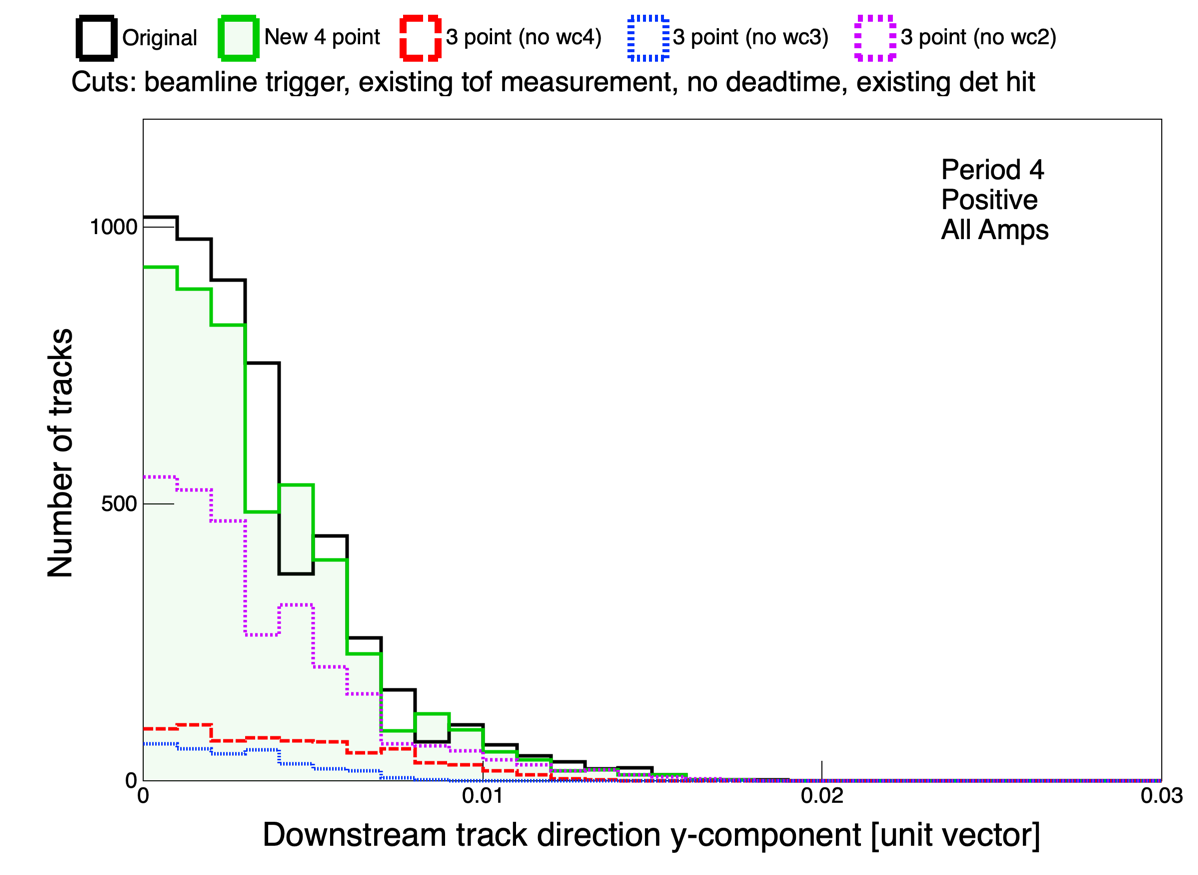 Original New 4 point 3 point (no wc4) 3 point (no wc3) 3 point (no wc2)
Cuts: beamline trigger, existing tof measurement, no deadtime, existing det hit
Period 4
Positive
All Amps
1000
500
0
Number of tracks
0 0.01 0.02 0.03
Downstream track direction y-component [unit vector]